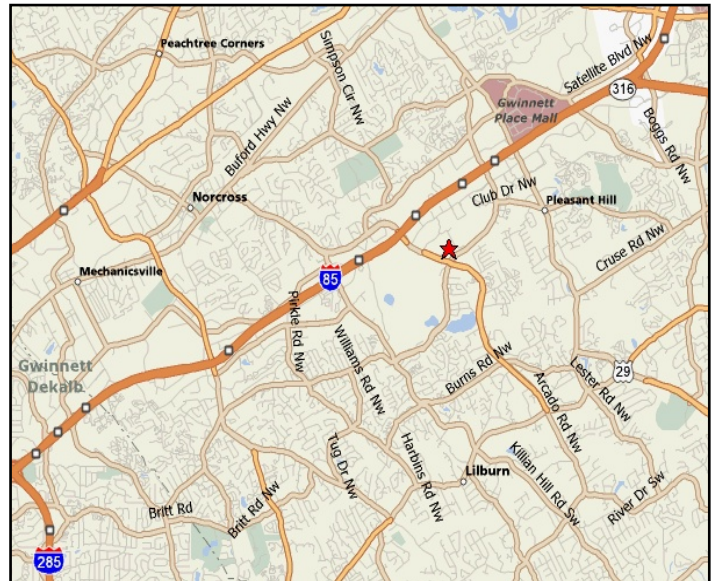 Peachtree Corners
Simpson Clr Nw
Satellite Blvd Nw
316
Gwinnett
Place Mall
Boggs Rd Nw
Buford Hwy Nw
Norcross
Club Dr Nw
Pleasant Hill
Cruse Rd Nw
Mechanicsville
85
Pirkle Rd Nw
Williams Rd Nw
Gwinnett
Dekalb
Burns Rd Nw
29
Lester Rd Nw
Arcado Rd Nw
Tug Dr Nw
Harbins Rd Nw
Killian Hill Rd Sw
Lilburn
River Dr Sw
Britt Rd
Britt Rd Nw
285